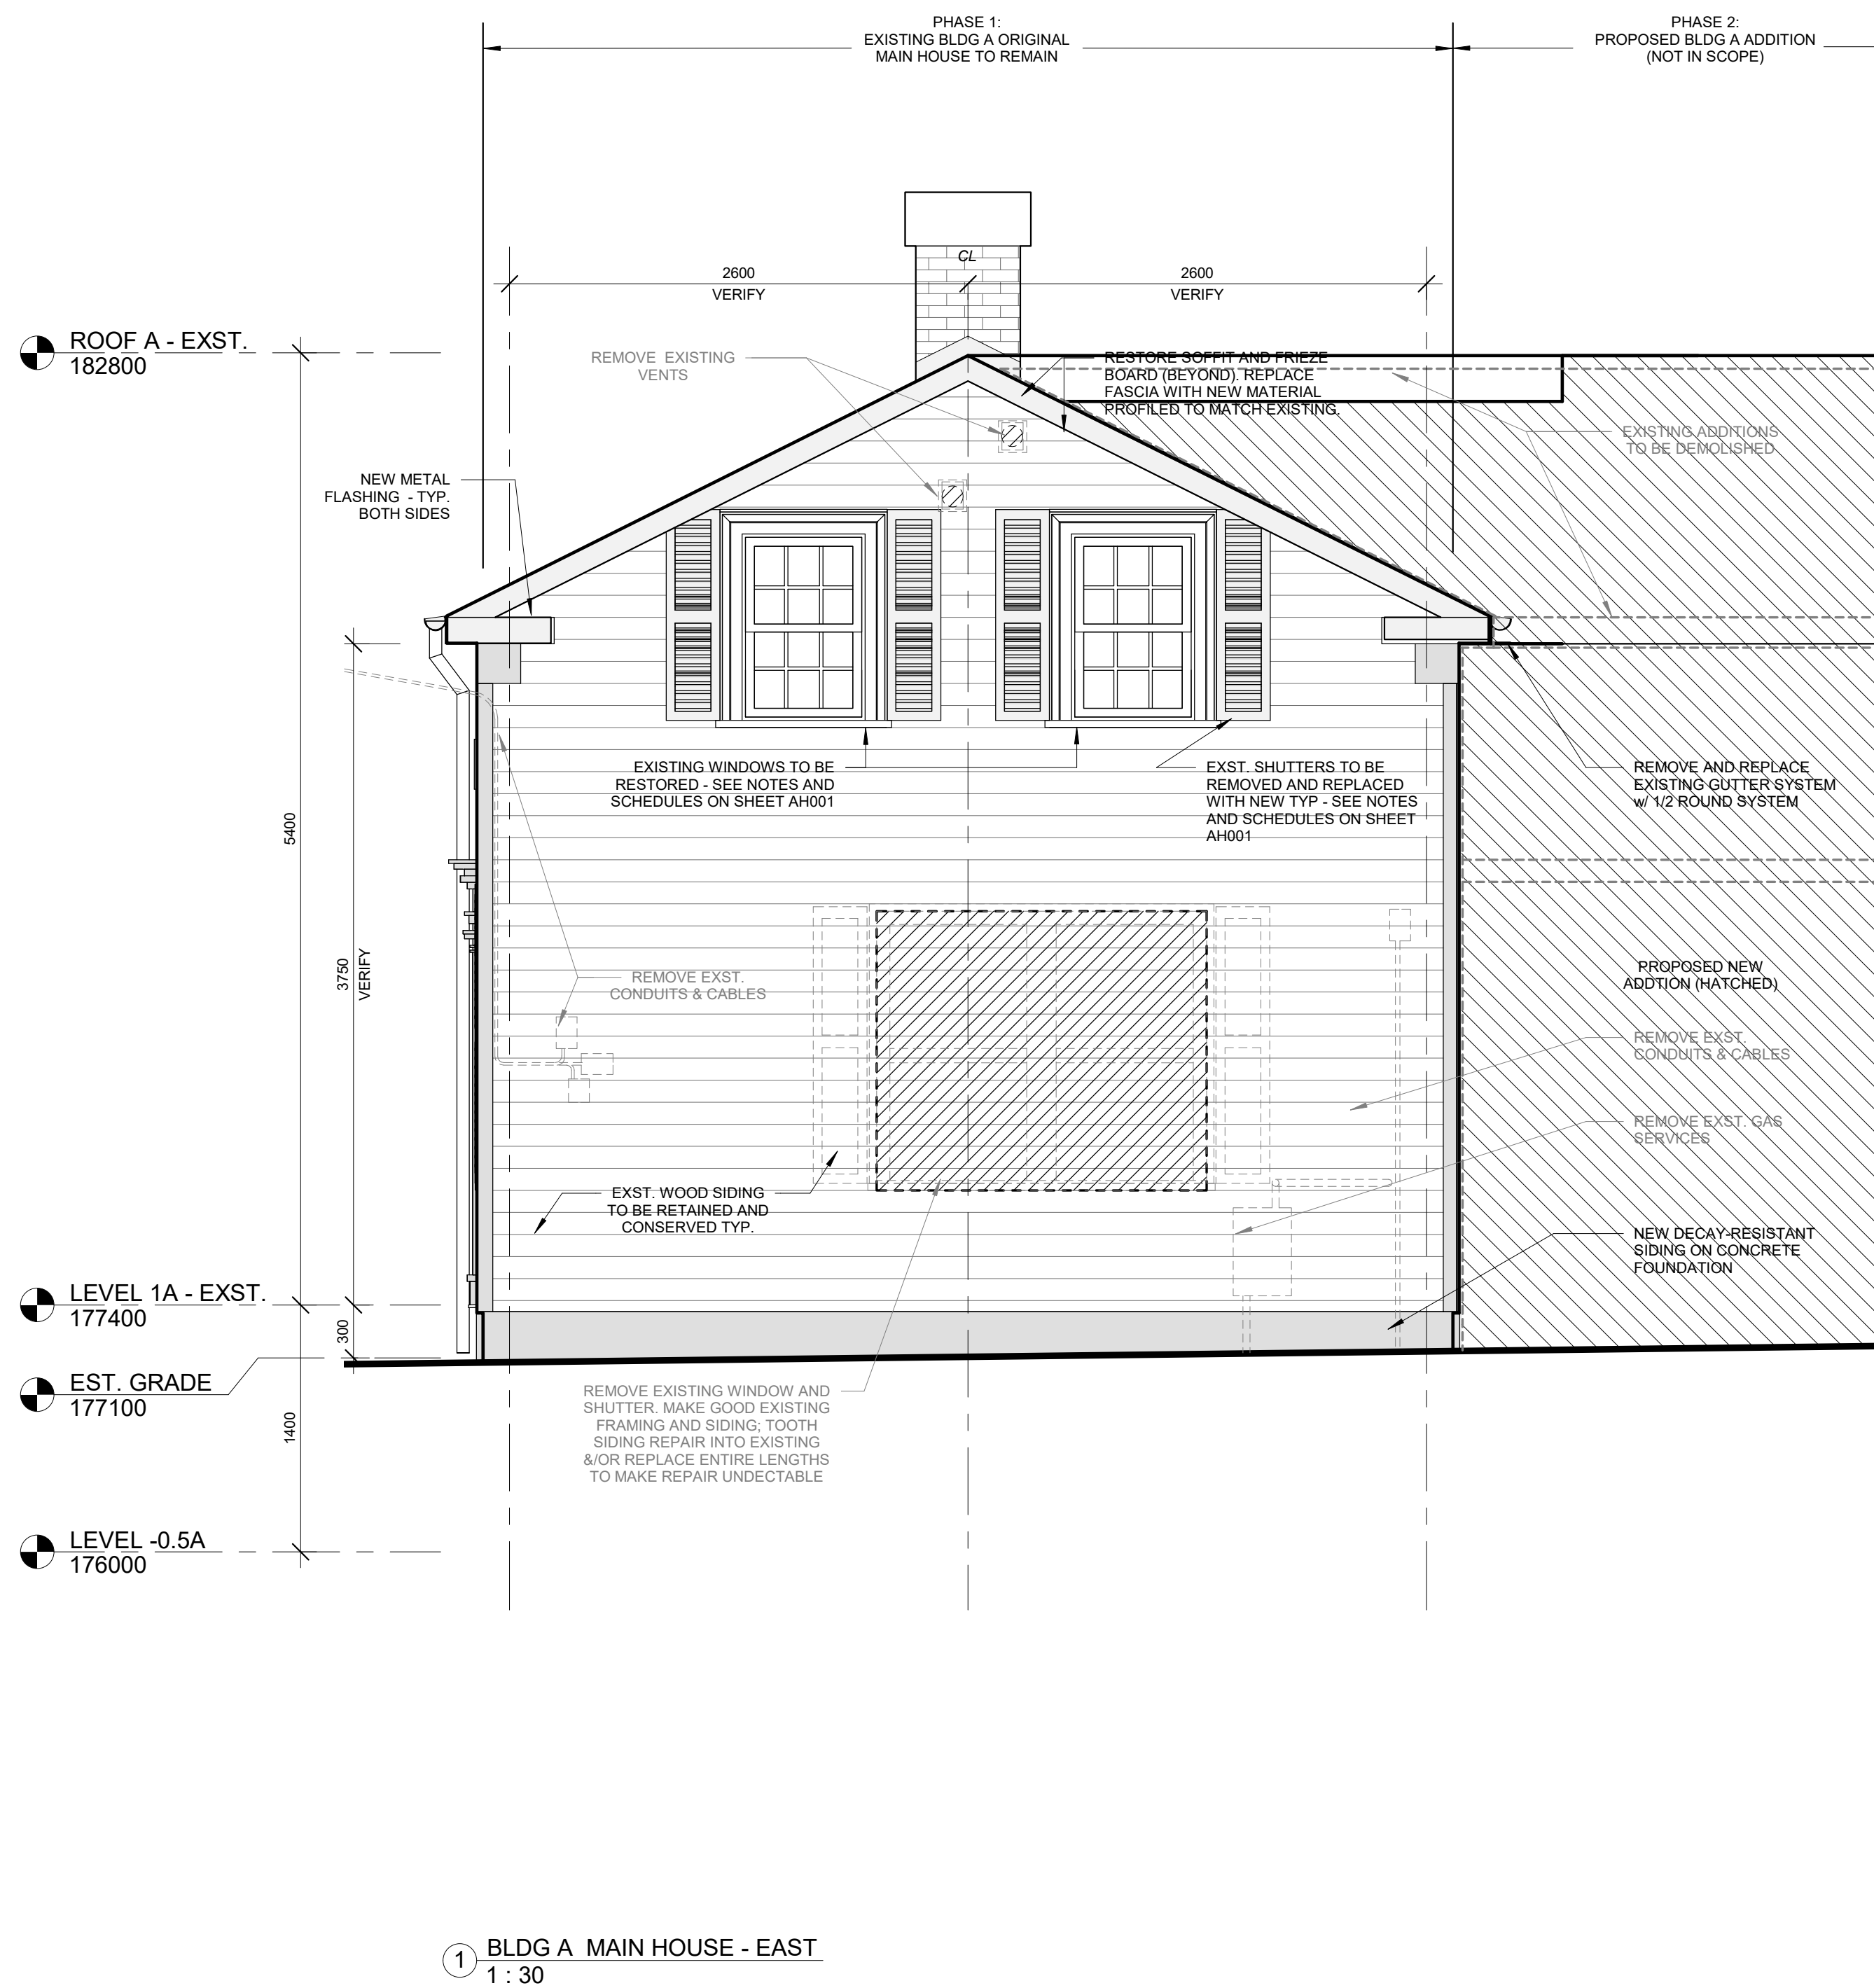 PHASE 1:
EXISTING BLDG A ORIGINAL
MAIN HOUSE TO REMAIN
PHASE 2:
PROPOSED BLDG A ADDITION
(NOT IN SCOPE)
CL
2600
VERIFY
2600
VERIFY
ROOF A - EXST.
182800
REMOVE EXISTING
VENTS
RESTORE SOFFIT AND FRIEZE
BOARD (BEYOND). REPLACE
FASCIA WITH NEW MATERIAL
PROFILED TO MATCH EXISTING.
EXISTING ADDITIONS
TO BE DEMOLISHED
NEW METAL
FLASHING - TYP.
BOTH SIDES
EXISTING WINDOWS TO BE
RESTORED - SEE NOTES AND
SCHEDULES ON SHEET AH001
EXST. SHUTTERS TO BE
REMOVED AND REPLACED
WITH NEW TYP - SEE NOTES
AND SCHEDULES ON SHEET
AH001
REMOVE AND REPLACE
EXISTING GUTTER SYSTEM
w/ 1/2 ROUND SYSTEM
5400
3750
VERIFY
REMOVE EXST.
CONDUITS & CABLES
PROPOSED NEW
ADDTION (HATCHED)
REMOVE EXST.
CONDUITS & CABLES
REMOVE EXST. GAS
SERVICES
EXST. WOOD SIDING
TO BE RETAINED AND
CONSERVED TYP.
NEW DECAY-RESISTANT
SIDING ON CONCRETE
FOUNDATION
LEVEL 1A - EXST.
177400
300
EST. GRADE
177100
1400
REMOVE EXISTING WINDOW AND
SHUTTER. MAKE GOOD EXISTING
FRAMING AND SIDING; TOOTH
SIDING REPAIR INTO EXISTING
&/OR REPLACE ENTIRE LENGTHS
TO MAKE REPAIR UNDECTABLE
LEVEL -0.5A
176000
1 BLDG A MAIN HOUSE - EAST
1 : 30